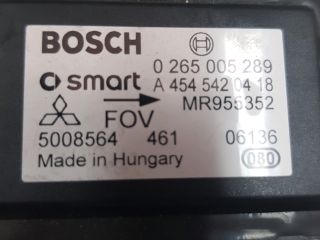 BOSCH
smart
0 265 005 289
A 454 542 04 18
MR955352
FOV
5008564 461 06136
Made in Hungary 080